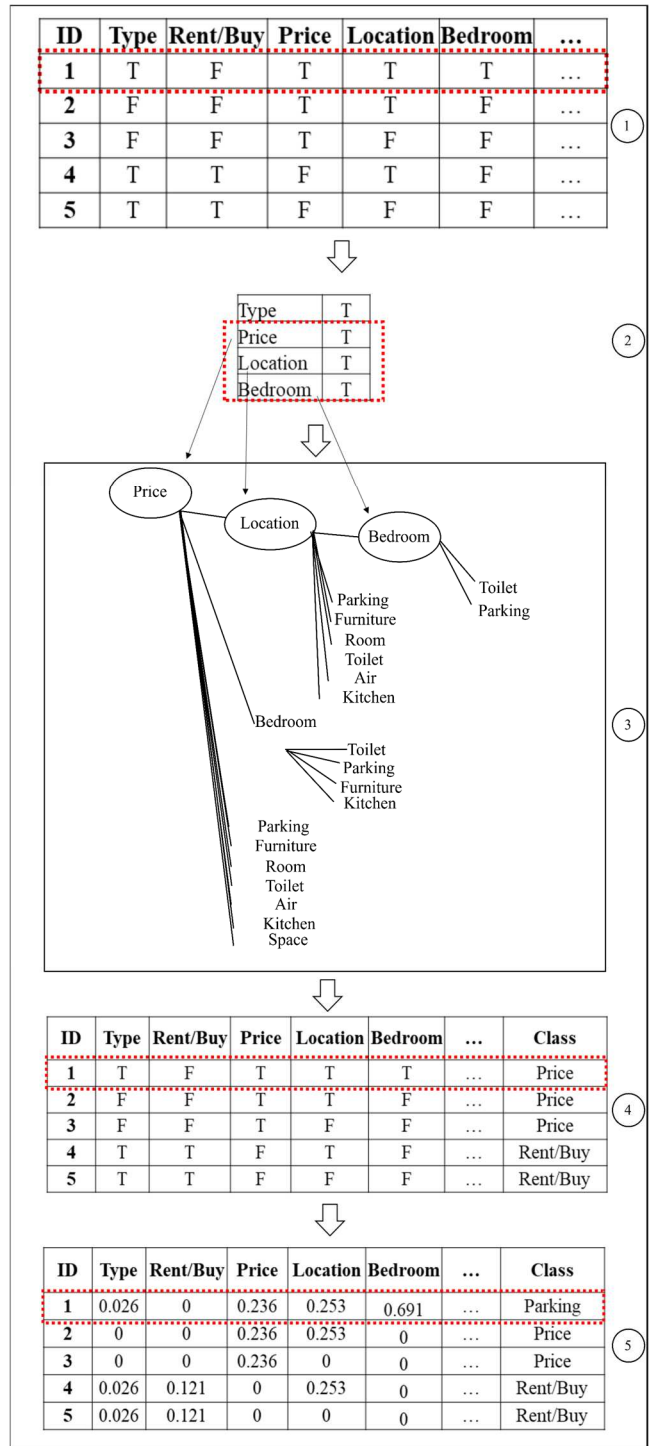 ID Type Rent/Buy Price Location Bedroom ...
1 T F T T T ...
2 F F T T F ...
3 F F T F F ...
4 T T F T F ...
5 T T F F F ...
1
Type T
Price T
Location T
Bedroom T
2
Price
Location
Bedroom
Toilet
Parking
Parking
Furniture
Room
Toilet
Air
Kitchen
Bedroom
Toilet
Parking
Furniture
Kitchen
Parking
Furniture
Room
Toilet
Air
Kitchen
Space
3
ID Type Rent/Buy Price Location Bedroom ... Class
1 T F T T T ... Price
2 F F T T F ... Price
3 F F T F F ... Price
4 T T F T F ... Rent/Buy
5 T T F F F ... Rent/Buy
4
ID Type Rent/Buy Price Location Bedroom ... Class
1 0.026 0 0.236 0.253 0.691 ... Parking
2 0 0 0.236 0.253 0 ... Price
3 0 0 0.236 0 0 ... Price
4 0.026 0.121 0 0.253 0 ... Rent/Buy
5 0.026 0.121 0 0 0 ... Rent/Buy
5